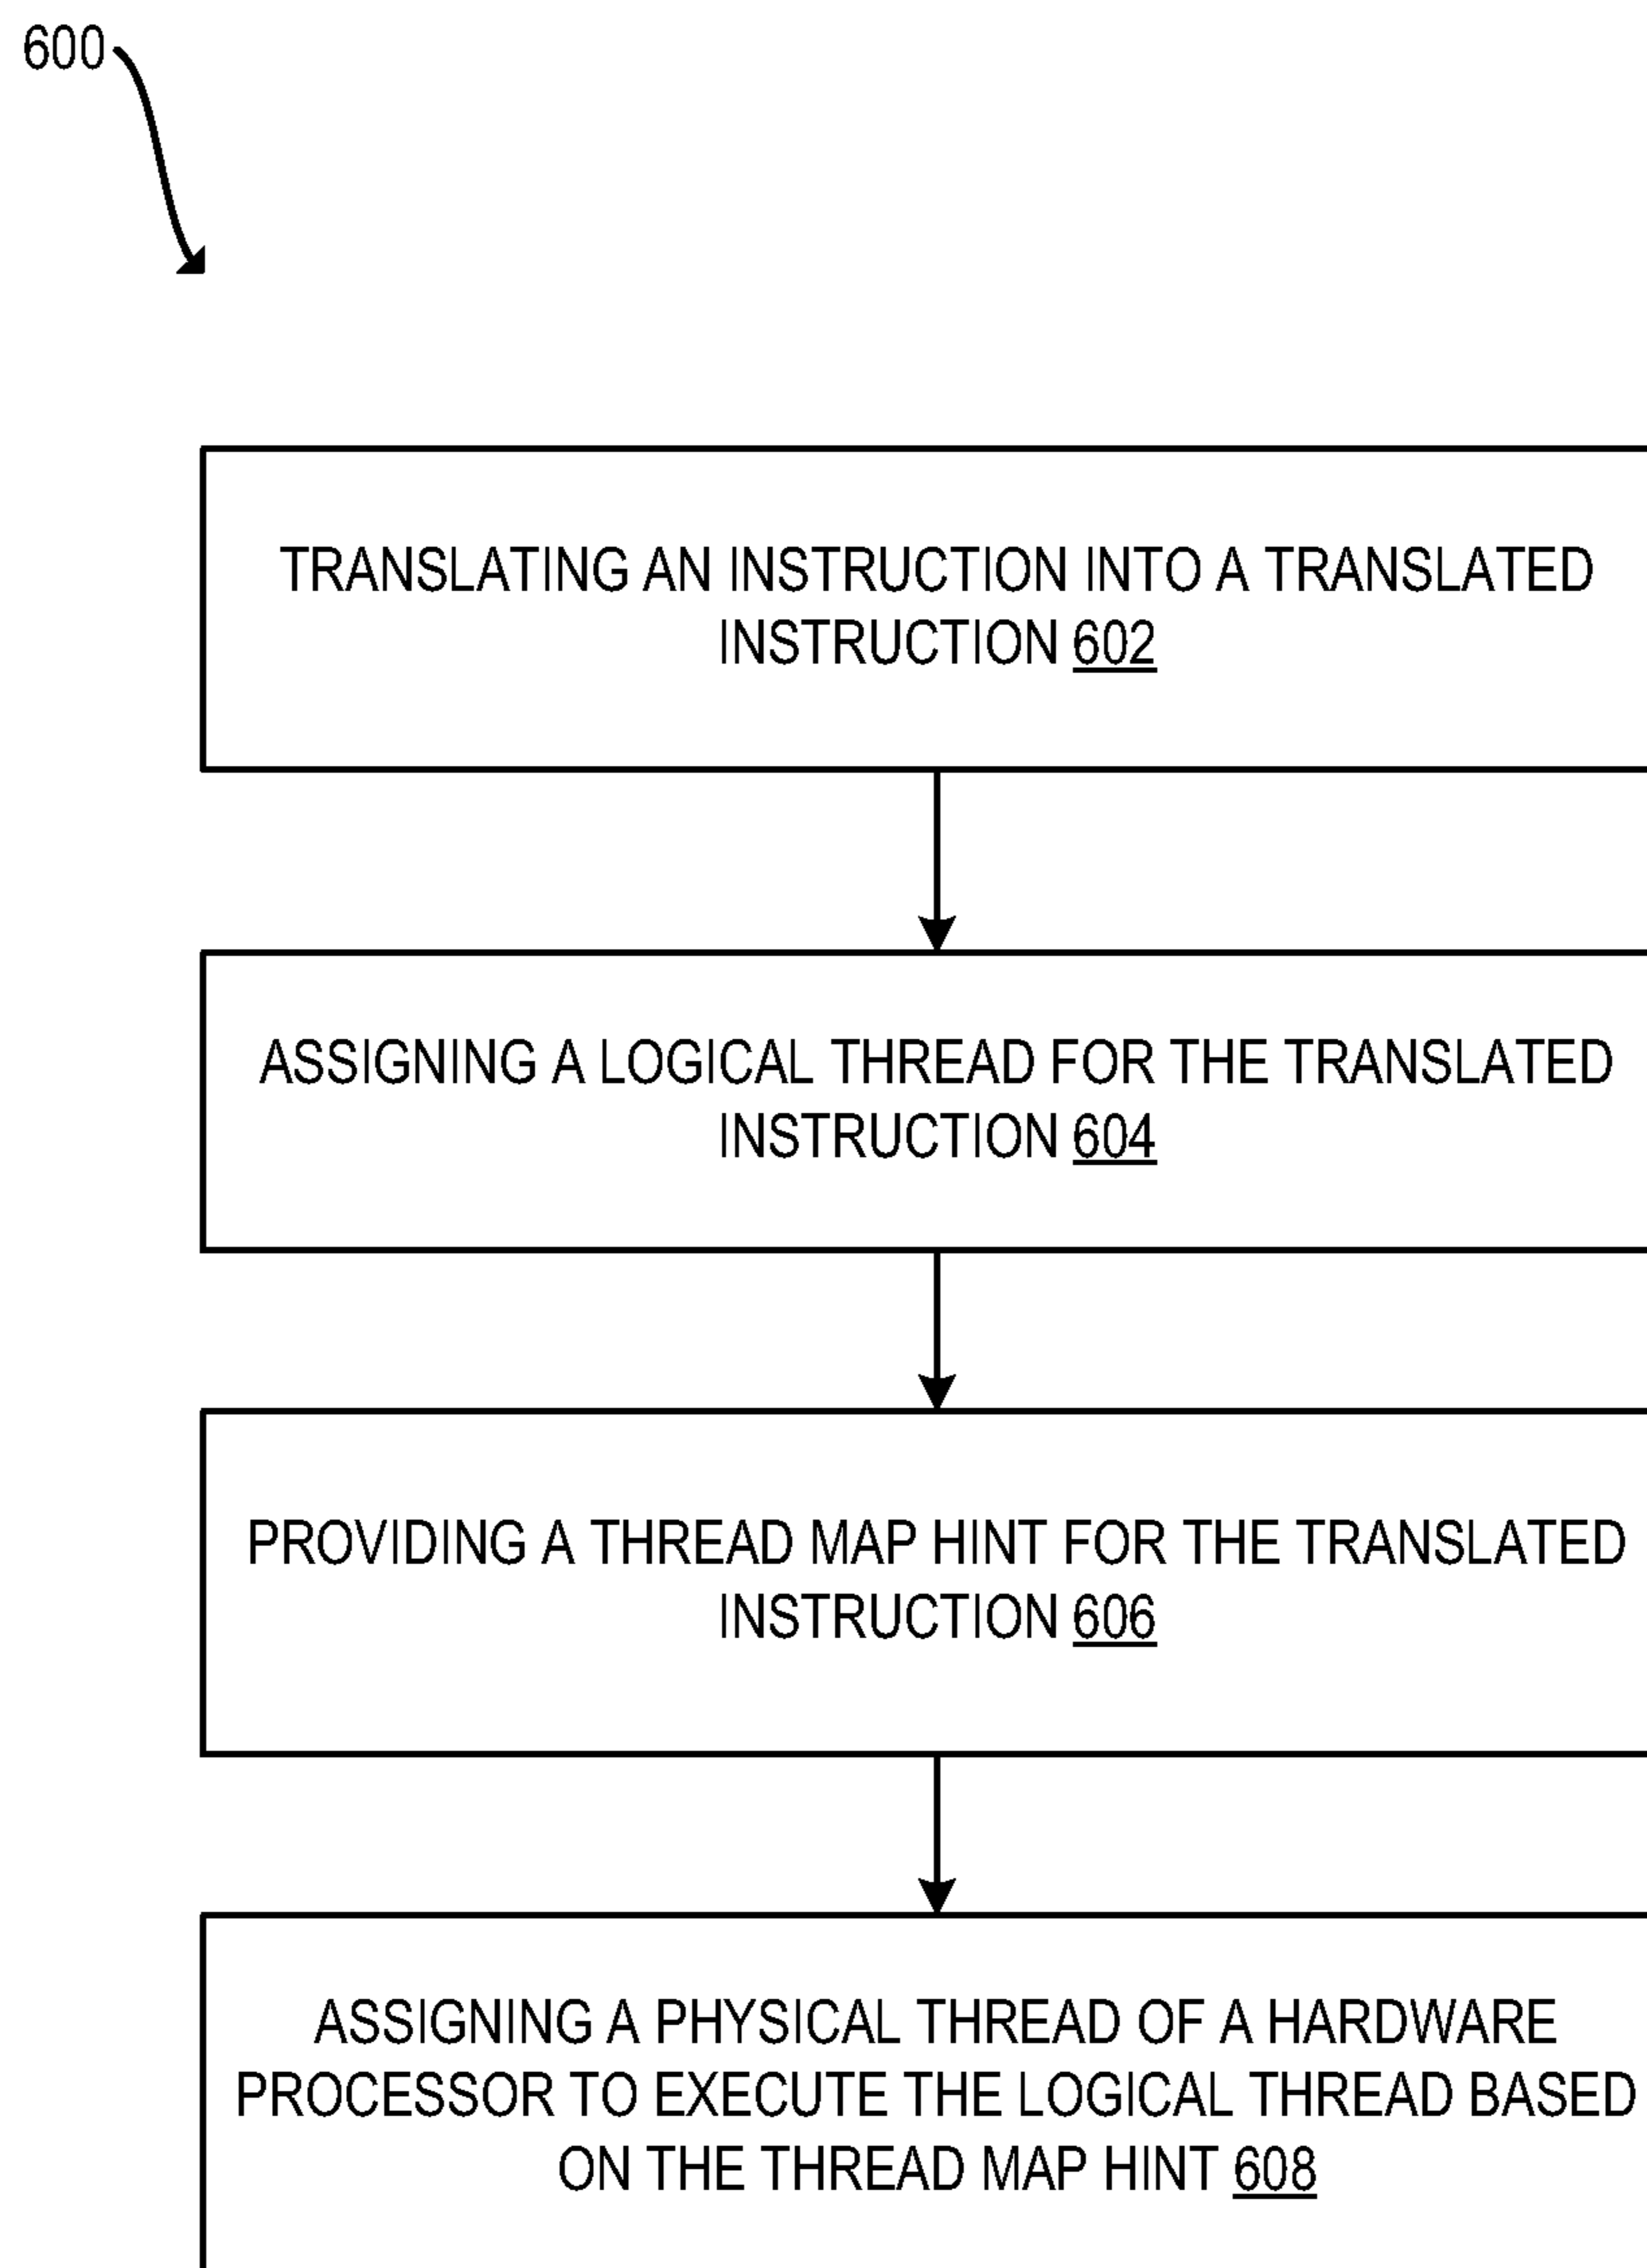 600
TRANSLATING AN INSTRUCTION INTO A TRANSLATED
INSTRUCTION 602
ASSIGNING A LOGICAL THREAD FOR THE TRANSLATED
INSTRUCTION 604
PROVIDING A THREAD MAP HINT FOR THE TRANSLATED
INSTRUCTION 606
ASSIGNING A PHYSICAL THREAD OF A HARDWARE
PROCESSOR TO EXECUTE THE LOGICAL THREAD BASED
ON THE THREAD MAP HINT 608